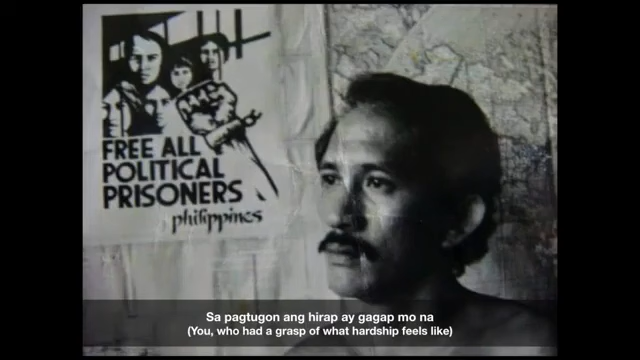 FREE ALL
POLITICAL
PRISONERS
philippines
Sa pagtugon ang hirap ay gagap mo na
(You, who had a grasp of what hardship feels like)